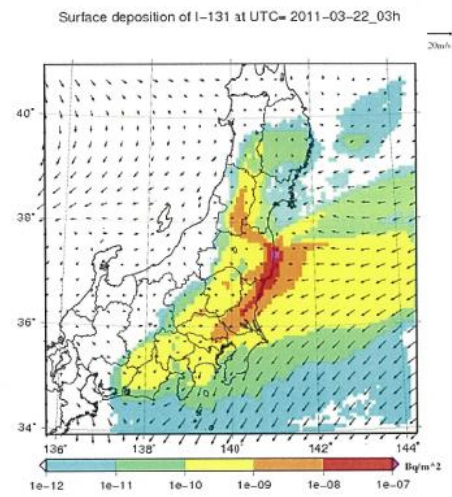 Surface deposition of I-131 at UTC= 2011-03-22_03h
20m/s
40°
38°
36°
34°
136° 138° 140° 142° 144°
Bq/m^2
1e-12 1e-11 1e-10 1e-09 1e-08 1e-07